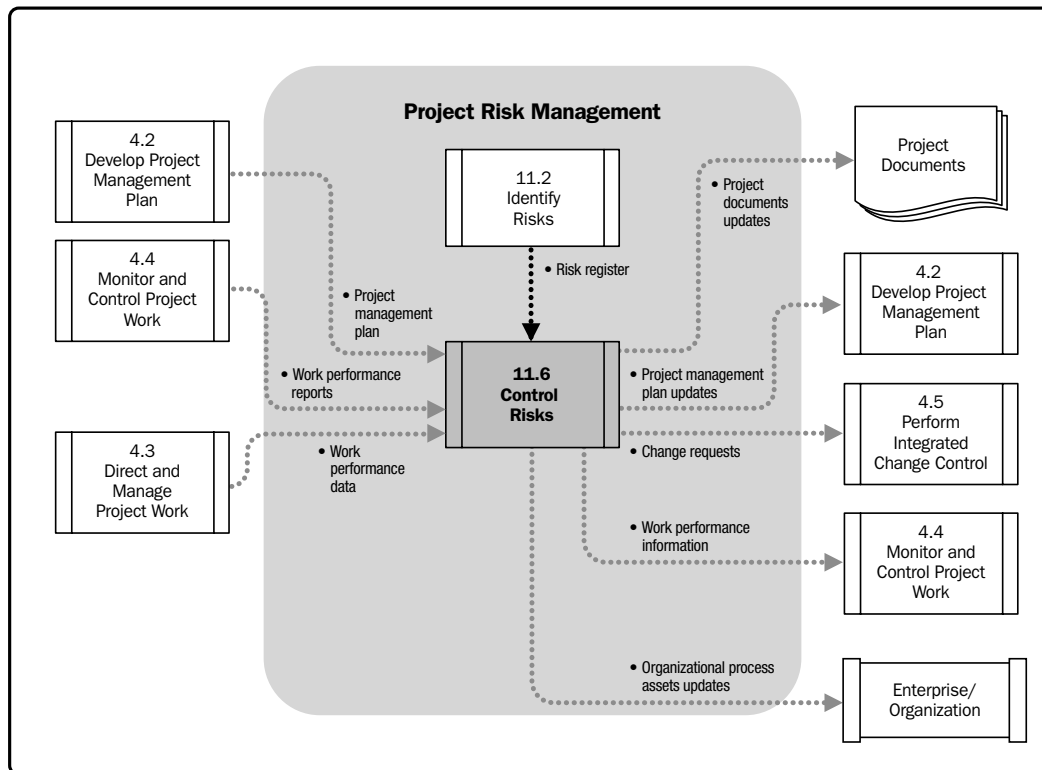 Project Risk Management
4.2
Develop Project
Management
Plan
4.4
Monitor and
Control Project
Work
4.3
Direct and
Manage
Project Work
11.2
Identify
Risks
• Risk register
• Project
management
plan
• Work performance
reports
• Work
performance
data
11.6
Control
Risks
• Project
documents
updates
• Project management
plan updates
• Change requests
• Work performance
information
• Organizational process
assets updates
Project
Documents
4.2
Develop Project
Management
Plan
4.5
Perform
Integrated
Change Control
4.4
Monitor and
Control Project
Work
Enterprise/
Organization